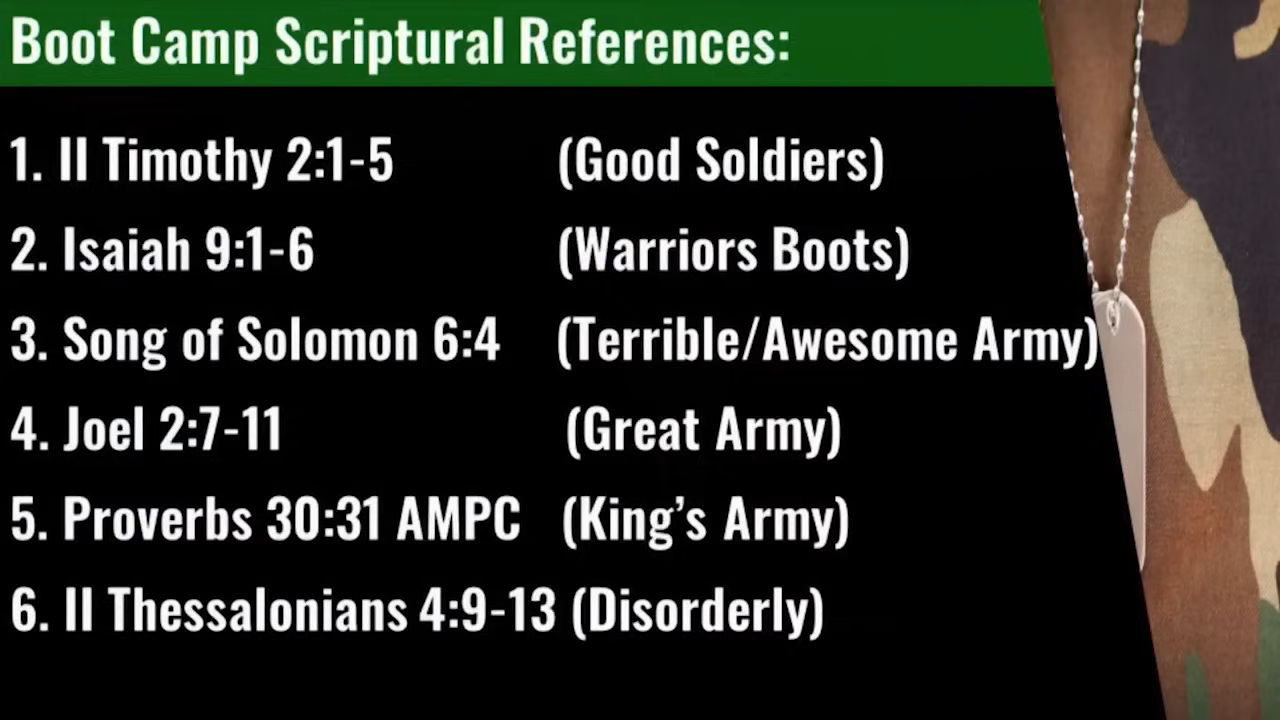 Boot Camp Scriptural References:
1. II Timothy 2:1-5 (Good Soldiers)
2. Isaiah 9:1-6 (Warriors Boots)
3. Song of Solomon 6:4 (Terrible/Awesome Army)
4. Joel 2:7-11 (Great Army)
5. Proverbs 30:31 AMPC (King’s Army)
6. II Thessalonians 4:9-13 (Disorderly)